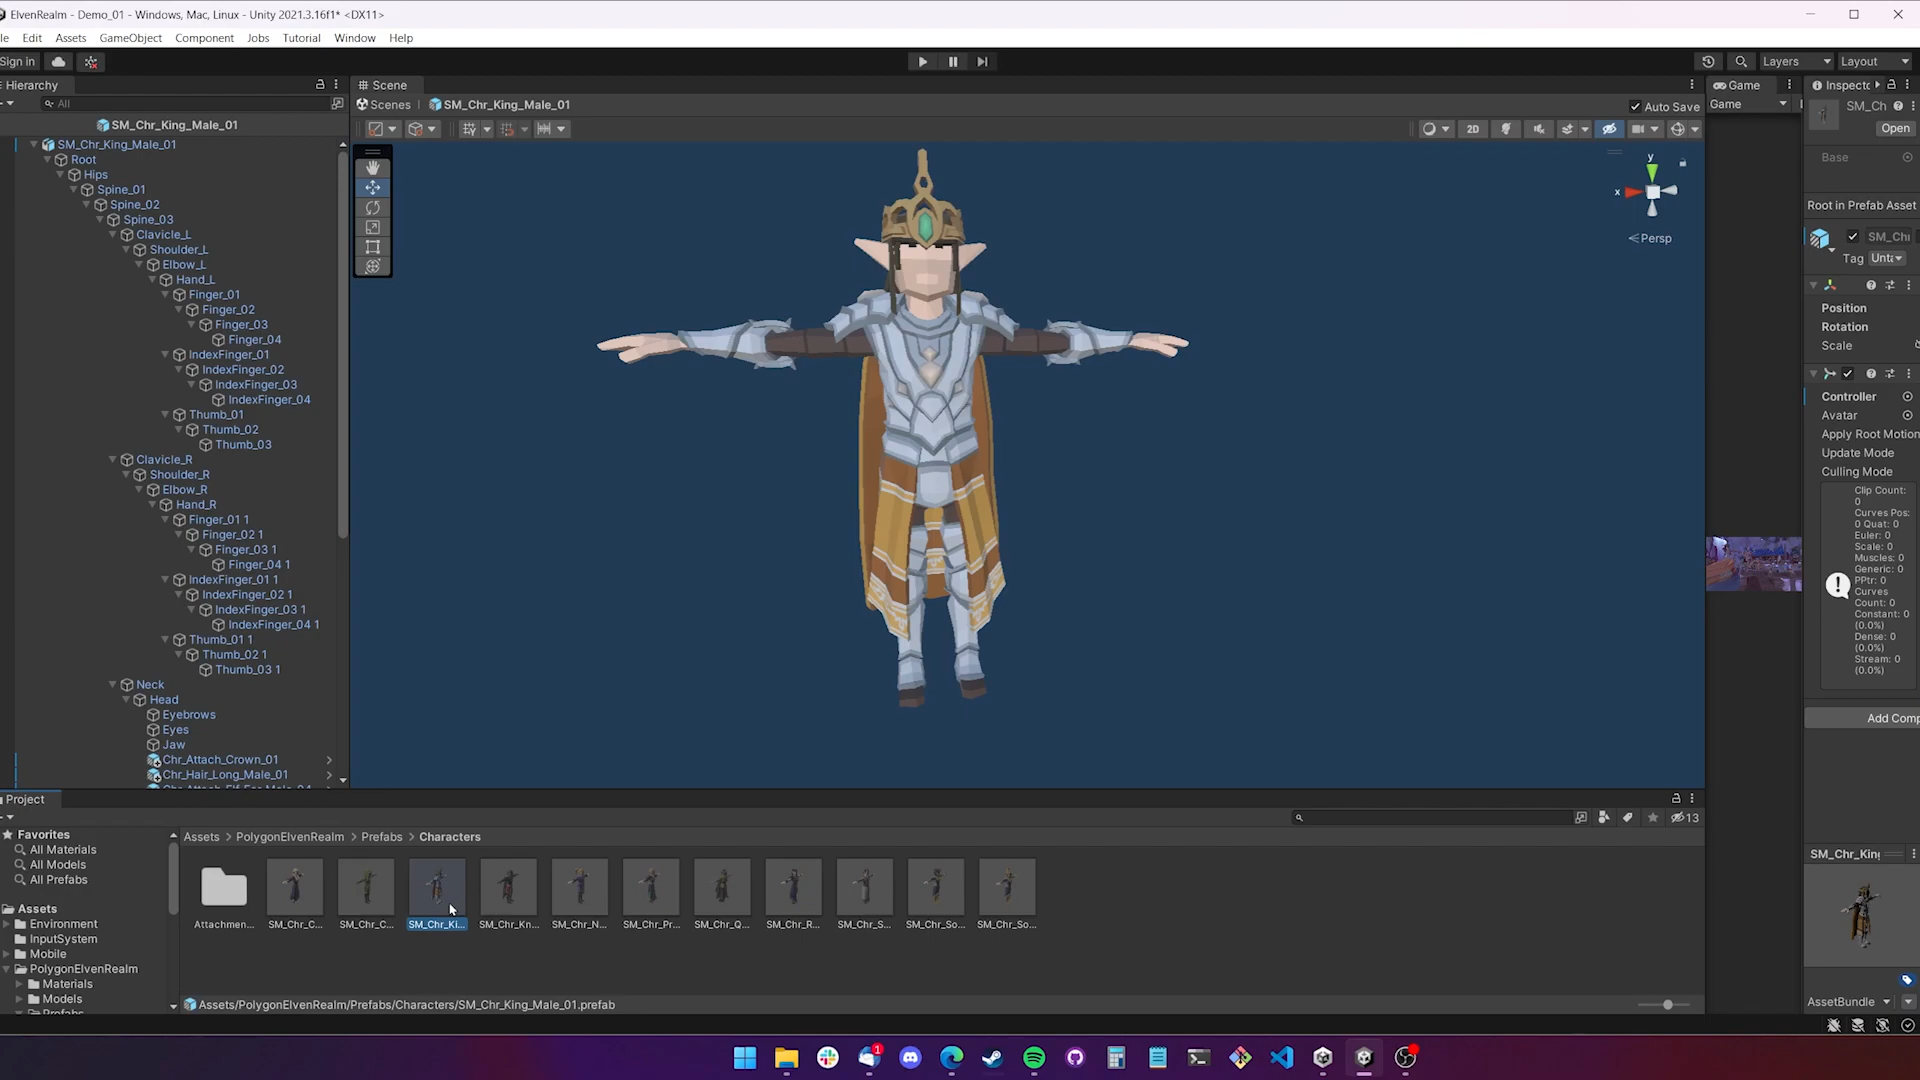 ElvenRealm - Demo_01 - Windows, Mac, Linux - Unity 2021.3.16f1* <DX11>
le Edit Assets GameObject Component Jobs Tutorial Window Help
Sign in
Layers
Layout
Hierarchy
All
SM_Chr_King_Male_01
SM_Chr_King_Male_01
Root
Hips
Spine_01
Spine_02
Spine_03
Clavicle_L
Shoulder_L
Elbow_L
Hand_L
Finger_01
Finger_02
Finger_03
Finger_04
IndexFinger_01
IndexFinger_02
IndexFinger_03
IndexFinger_04
Thumb_01
Thumb_02
Thumb_03
Clavicle_R
Shoulder_R
Elbow_R
Hand_R
Finger_01 1
Finger_02 1
Finger_03 1
Finger_04 1
IndexFinger_01 1
IndexFinger_02 1
IndexFinger_03 1
IndexFinger_04 1
Thumb_01 1
Thumb_02 1
Thumb_03 1
Neck
Head
Eyebrows
Eyes
Jaw
Chr_Attach_Crown_01
Chr_Hair_Long_Male_01
Scene
Scenes
SM_Chr_King_Male_01
Auto Save
2D
y
x
Persp
Game
Game
Inspecto
SM_Ch
Open
Base
Root in Prefab Asset
SM_Chr
Tag Unta
Position
Rotation
Scale
Controller
Avatar
Apply Root Motion
Update Mode
Culling Mode
Clip Count:
0
Curves Pos:
0 Quat: 0
Euler: 0
Scale: 0
Muscles: 0
Generic: 0
PPtr: 0
Curves
Count: 0
Constant: 0
(0.0%)
Dense: 0
(0.0%)
Stream: 0
(0.0%)
Add Comp
SM_Chr_King
AssetBundle
Project
13
Favorites
All Materials
All Models
All Prefabs
Assets
Environment
InputSystem
Mobile
PolygonElvenRealm
Materials
Models
Assets > PolygonElvenRealm > Prefabs > Characters
Attachmen...
SM_Chr_C...
SM_Chr_C...
SM_Chr_Ki...
SM_Chr_Kn...
SM_Chr_N...
SM_Chr_Pr...
SM_Chr_Q...
SM_Chr_R...
SM_Chr_S...
SM_Chr_So...
SM_Chr_So...
Assets/PolygonElvenRealm/Prefabs/Characters/SM_Chr_King_Male_01.prefab
1